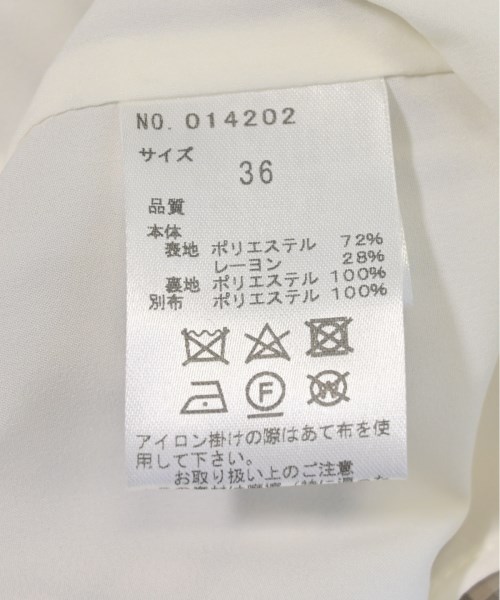 NO. 014202
サイズ
36
品質
本体
表地 ポリエステル 72%
レーヨン 28%
裏地 ポリエステル 100%
別布 ポリエステル 100%
F
W
アイロン掛けの際はあて布を使
用して下さい。
お取り扱い上のご注意